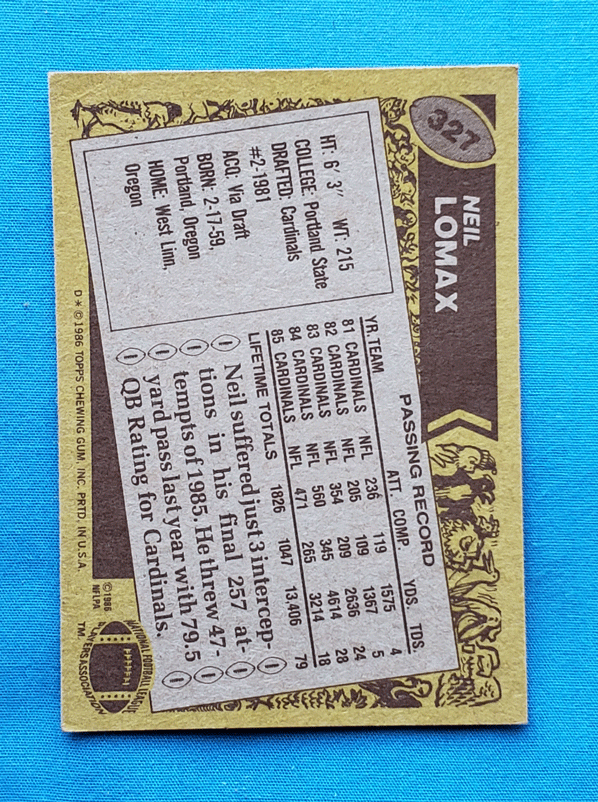 327
NEIL
LOMAX
HT: 6' 3" WT: 215
COLLEGE: Portland State
DRAFTED: Cardinals
#2-1981
ACQ: Via Draft
BORN: 2-17-59,
Portland, Oregon
HOME: West Linn,
Oregon
PASSING RECORD
YR. TEAM ATT. COMP. YDS. TDS.
81 CARDINALS NFL 236 119 1575 4
82 CARDINALS NFL 205 109 1367 5
83 CARDINALS NFL 354 209 2636 24
84 CARDINALS NFL 560 345 4614 28
85 CARDINALS NFL 471 265 3214 18
LIFETIME TOTALS 1826 1047 13,406 79
Neil suffered just 3 intercep-
tions in his final 257 at-
tempts of 1985. He threw 47-
yard pass last year with 79.5
QB Rating for Cardinals.
D * © 1986 TOPPS CHEWING GUM, INC. PRTD. IN U.S.A.
© 1986
NFLPA
NATIONAL FOOTBALL LEAGUE
PLAYERS ASSOCIATION
TM